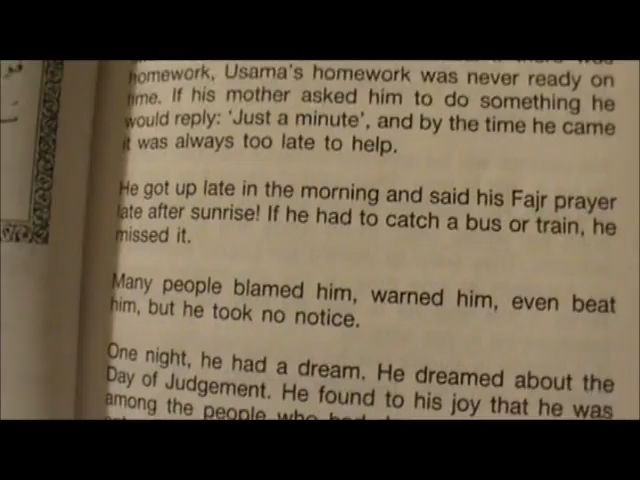 homework, Usama's homework was never ready on
time. If his mother asked him to do something he
would reply: 'Just a minute', and by the time he came
it was always too late to help.
He got up late in the morning and said his Fajr prayer
late after sunrise! If he had to catch a bus or train, he
missed it.
Many people blamed him, warned him, even beat
him, but he took no notice.
One night, he had a dream. He dreamed about the
Day of Judgement. He found to his joy that he was
among the people who had